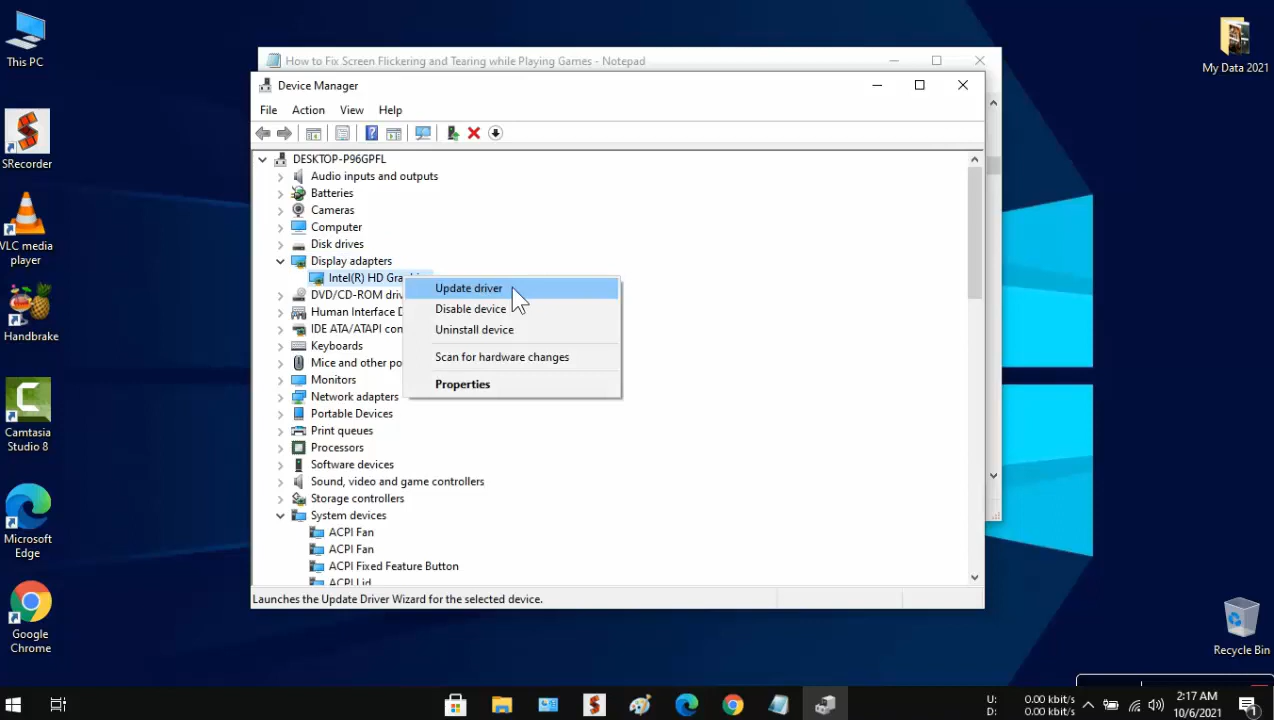 This PC
SRecorder
VLC media
player
Handbrake
Camtasia
Studio 8
Microsoft
Edge
Google
Chrome
My Data 2021
Recycle Bin
How to Fix Screen Flickering and Tearing while Playing Games - Notepad
Device Manager
File Action View Help
DESKTOP-P96GPFL
Audio inputs and outputs
Batteries
Cameras
Computer
Disk drives
Display adapters
Intel(R) HD
DVD/CD-ROM
Human Interface
IDE ATA/ATAPI
Keyboards
Mice and other
Monitors
Network adapters
Portable Devices
Print queues
Processors
Software devices
Sound, video and game controllers
Storage controllers
System devices
ACPI Fan
ACPI Fan
ACPI Fixed Feature Button
ACPI Lid
Update driver
Disable device
Uninstall device
Scan for hardware changes
Properties
Launches the Update Driver Wizard for the selected device.
U: 0.00 kbit/s
D: 0.00 kbit/s
2:17 AM
10/6/2021
1